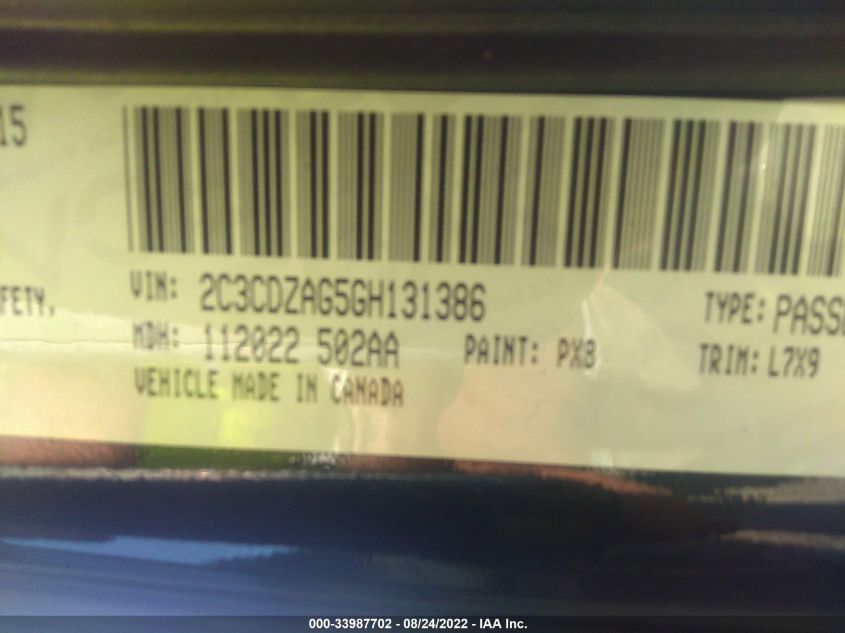 15
VIN: 2C3CDZAG5GH131386 TYPE: PASS
FETY.
MDH: 112022 502AA PAINT: PX8 TRIM: L7X9
VEHICLE MADE IN CANADA
000-33987702 - 08/24/2022 - IAA Inc.